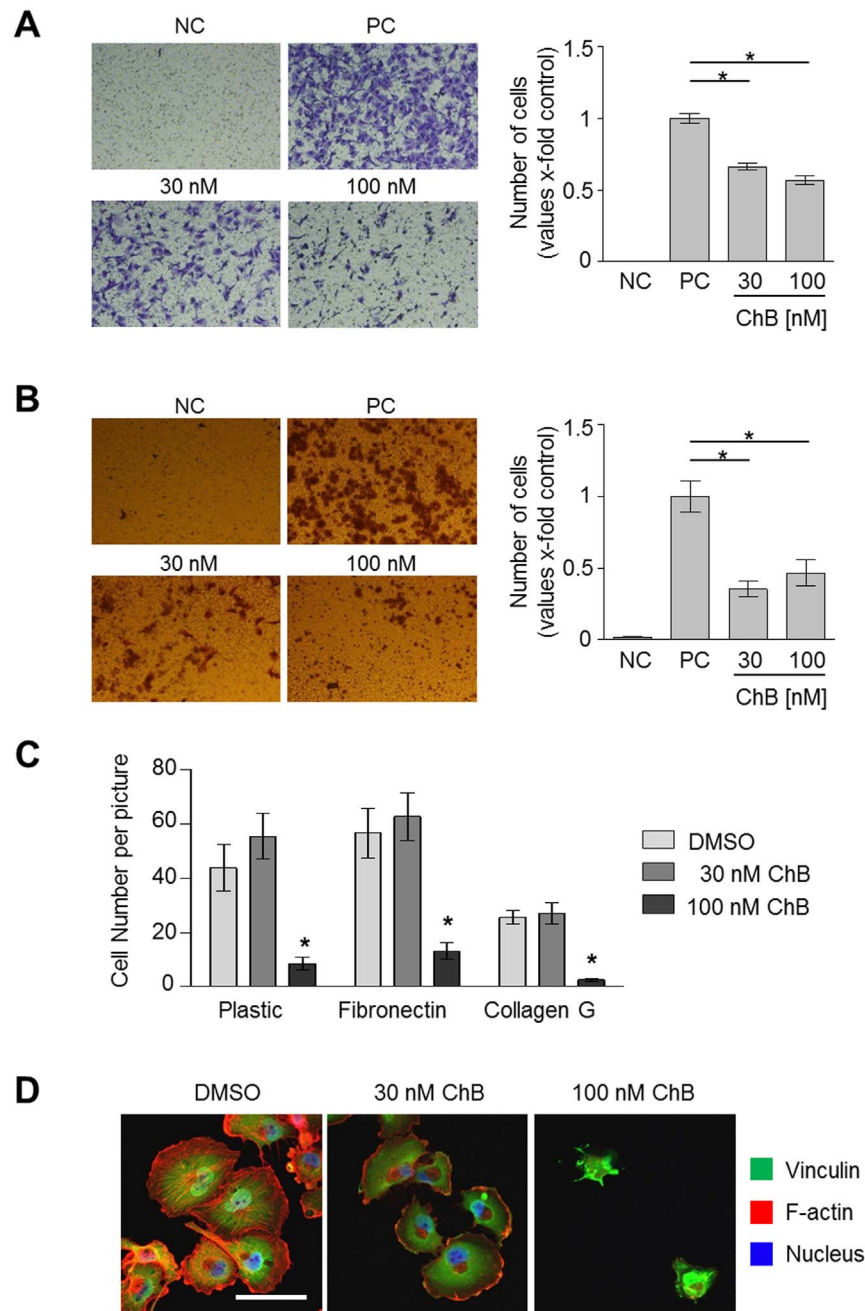 A
NC PC
30 nM 100 nM
Number of cells
(values x-fold control)
1.5
1
0.5
0
* *
NC PC 30 100
ChB [nM]
B
NC PC
30 nM 100 nM
Number of cells
(values x-fold control)
1.5
1
0.5
0
* *
NC PC 30 100
ChB [nM]
C
Cell Number per picture
80
60
40
20
0
* * *
Plastic Fibronectin Collagen G
DMSO
30 nM ChB
100 nM ChB
D
DMSO 30 nM ChB 100 nM ChB
Vinculin
F-actin
Nucleus